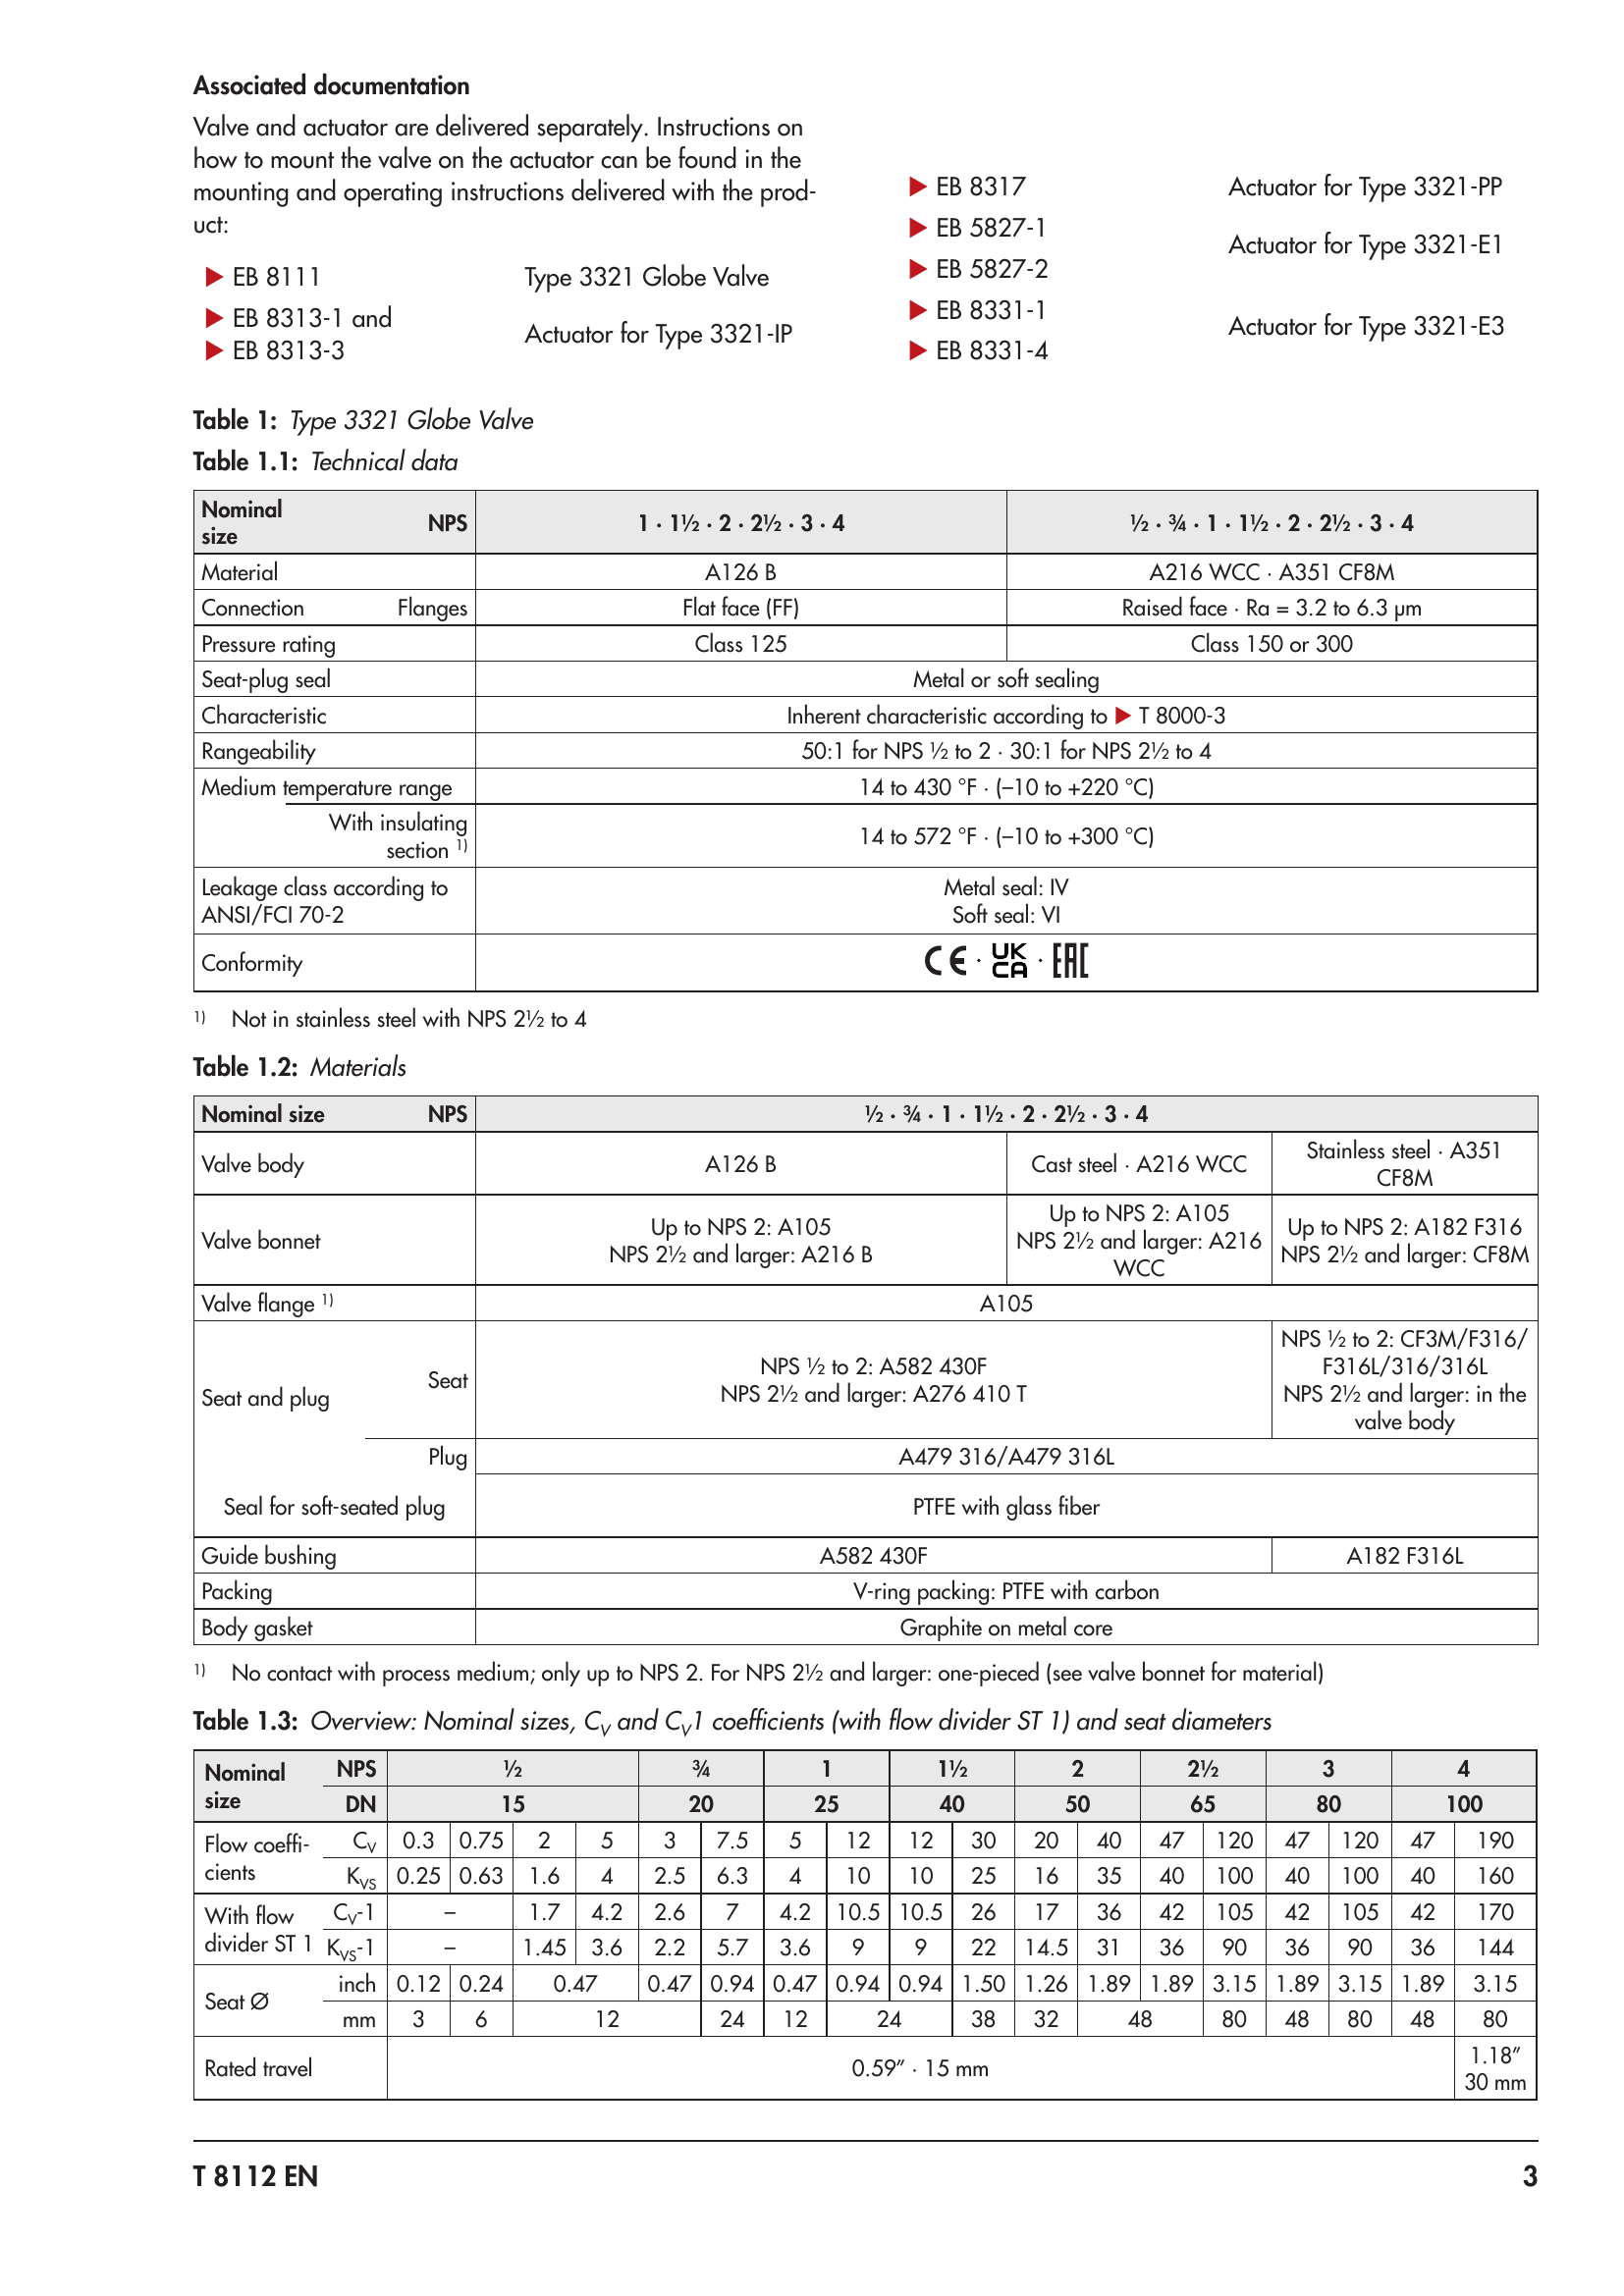 Associated documentation
Valve and actuator are delivered separately. Instructions on
how to mount the valve on the actuator can be found in the
mounting and operating instructions delivered with the prod-
uct:
▶ EB 8111 Type 3321 Globe Valve
▶ EB 8313-1 and
▶ EB 8313-3
Actuator for Type 3321-IP
▶ EB 8317 Actuator for Type 3321-PP
▶ EB 5827-1
▶ EB 5827-2
Actuator for Type 3321-E1
▶ EB 8331-1
▶ EB 8331-4
Actuator for Type 3321-E3
Table 1: Type 3321 Globe Valve
Table 1.1: Technical data
Nominal
size
NPS 1 · 1½ · 2 · 2½ · 3 · 4 ½ · ¾ · 1 · 1½ · 2 · 2½ · 3 · 4
Material A126 B A216 WCC · A351 CF8M
Connection Flanges Flat face (FF) Raised face · Ra = 3.2 to 6.3 µm
Pressure rating Class 125 Class 150 or 300
Seat-plug seal Metal or soft sealing
Characteristic Inherent characteristic according to ▶ T 8000-3
Rangeability 50:1 for NPS ½ to 2 · 30:1 for NPS 2½ to 4
Medium temperature range 14 to 430 °F · (–10 to +220 °C)
With insulating
section 1)
14 to 572 °F · (–10 to +300 °C)
Leakage class according to
ANSI/FCI 70-2
Metal seal: IV
Soft seal: VI
Conformity CE · UK CA · EAC
1) Not in stainless steel with NPS 2½ to 4
Table 1.2: Materials
Nominal size NPS ½ · ¾ · 1 · 1½ · 2 · 2½ · 3 · 4
Valve body A126 B Cast steel · A216 WCC
Stainless steel · A351
CF8M
Valve bonnet
Up to NPS 2: A105
NPS 2½ and larger: A216 B
Up to NPS 2: A105
NPS 2½ and larger: A216
WCC
Up to NPS 2: A182 F316
NPS 2½ and larger: CF8M
Valve flange 1) A105
Seat and plug
Seat
NPS ½ to 2: A582 430F
NPS 2½ and larger: A276 410 T
NPS ½ to 2: CF3M/F316/
F316L/316/316L
NPS 2½ and larger: in the
valve body
Plug A479 316/A479 316L
Seal for soft-seated plug PTFE with glass fiber
Guide bushing A582 430F A182 F316L
Packing V-ring packing: PTFE with carbon
Body gasket Graphite on metal core
1) No contact with process medium; only up to NPS 2. For NPS 2½ and larger: one-pieced (see valve bonnet for material)
Table 1.3: Overview: Nominal sizes, CV and CV1 coefficients (with flow divider ST 1) and seat diameters
Nominal
size
NPS ½ ¾ 1 1½ 2 2½ 3 4
DN 15 20 25 40 50 65 80 100
Flow coeffi-
cients
CV 0.3 0.75 2 5 3 7.5 5 12 12 30 20 40 47 120 47 120 47 190
KVS 0.25 0.63 1.6 4 2.5 6.3 4 10 10 25 16 35 40 100 40 100 40 160
With flow
divider ST 1
CV-1 – 1.7 4.2 2.6 7 4.2 10.5 10.5 26 17 36 42 105 42 105 42 170
KVS-1 – 1.45 3.6 2.2 5.7 3.6 9 9 22 14.5 31 36 90 36 90 36 144
Seat Ø
inch 0.12 0.24 0.47 0.47 0.94 0.47 0.94 0.94 1.50 1.26 1.89 1.89 3.15 1.89 3.15 1.89 3.15
mm 3 6 12 24 12 24 38 32 48 80 48 80 48 80
Rated travel 0.59″ · 15 mm
1.18″
30 mm
T 8112 EN 3